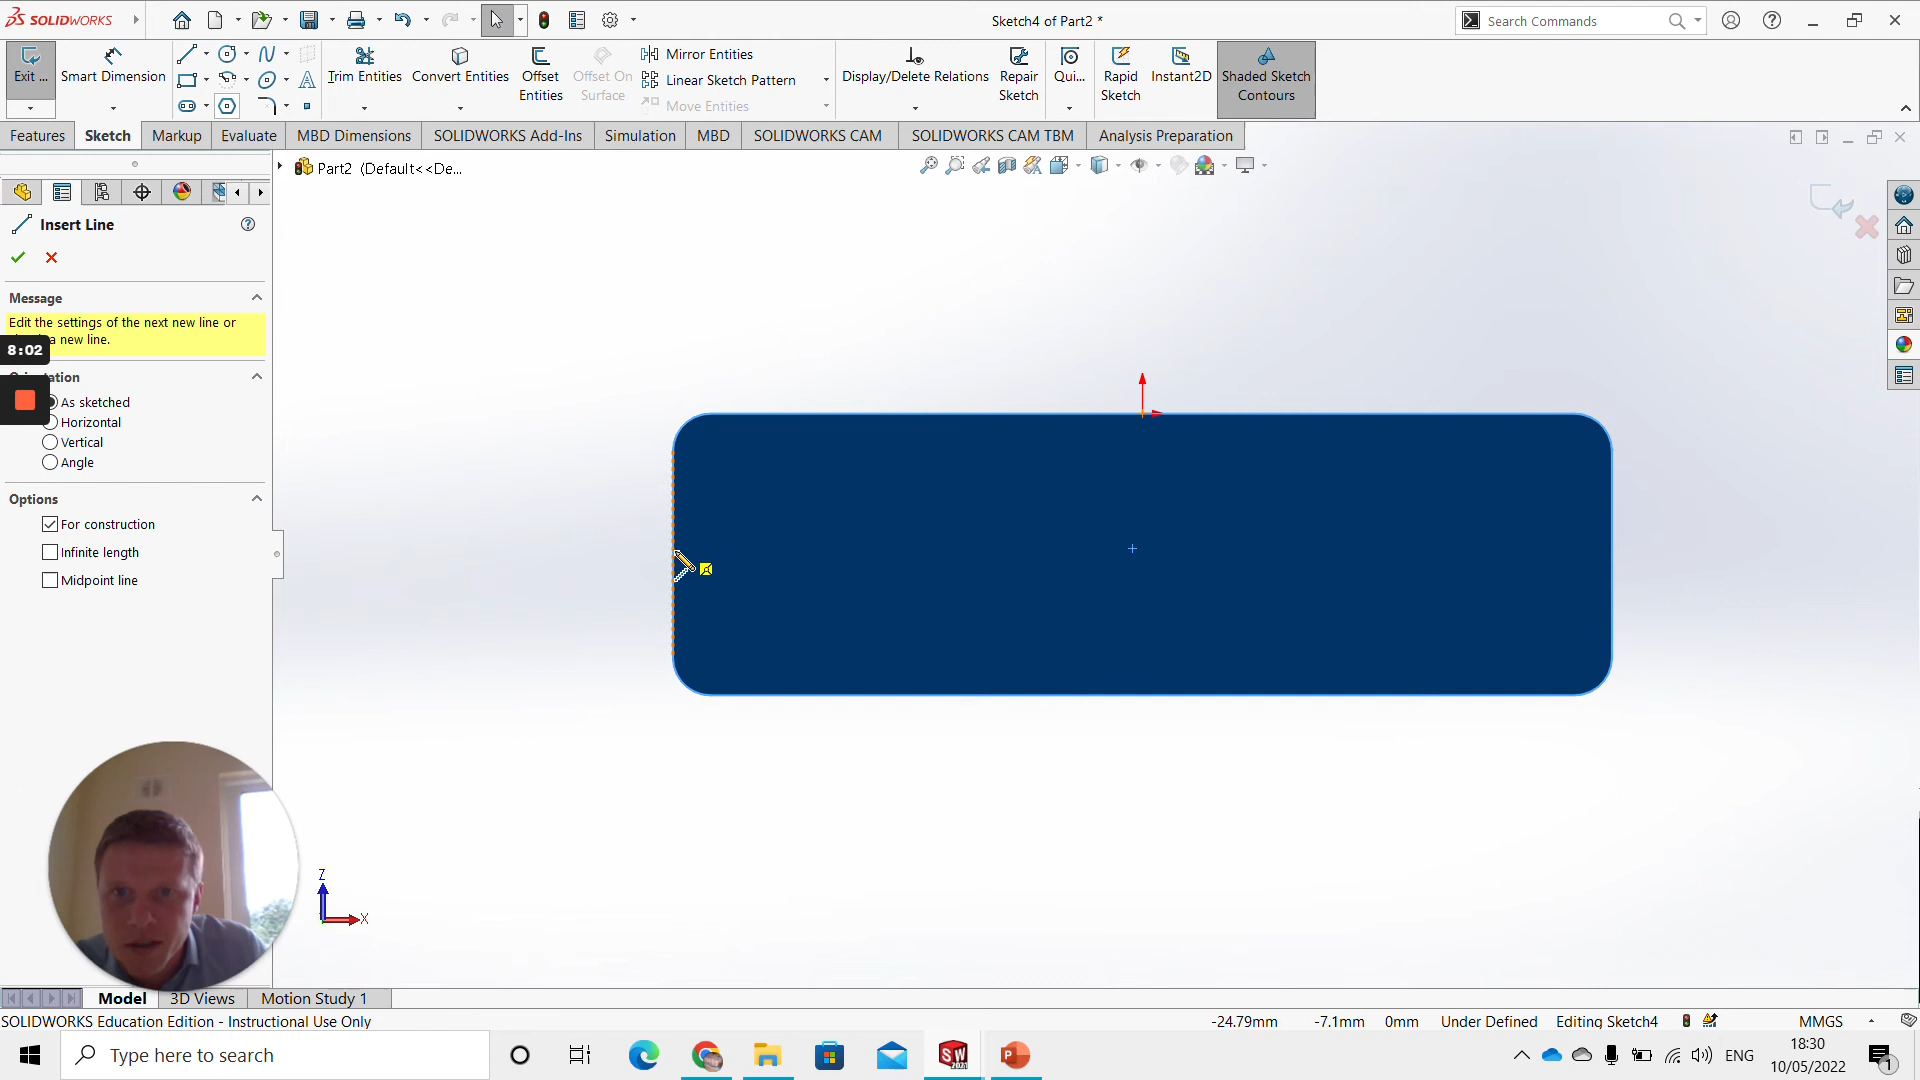 SOLIDWORKS
Sketch4 of Part2 *
Search Commands
Exit ...
Smart Dimension
Trim Entities
Convert Entities
Offset Entities
Offset On Surface
Mirror Entities
Linear Sketch Pattern
Move Entities
Display/Delete Relations
Repair Sketch
Qui...
Rapid Sketch
Instant2D
Shaded Sketch Contours
Features
Sketch
Markup
Evaluate
MBD Dimensions
SOLIDWORKS Add-Ins
Simulation
MBD
SOLIDWORKS CAM
SOLIDWORKS CAM TBM
Analysis Preparation
Part2 (Default<<De...
Insert Line
Message
Edit the settings of the next new line or
a new line.
8:02
As sketched
Horizontal
Vertical
Angle
Options
For construction
Infinite length
Midpoint line
Z
X
Model
3D Views
Motion Study 1
SOLIDWORKS Education Edition - Instructional Use Only
-24.79mm
-7.1mm
0mm
Under Defined
Editing Sketch4
MMGS
Type here to search
SW
2021
P
ENG
18:30
10/05/2022
1